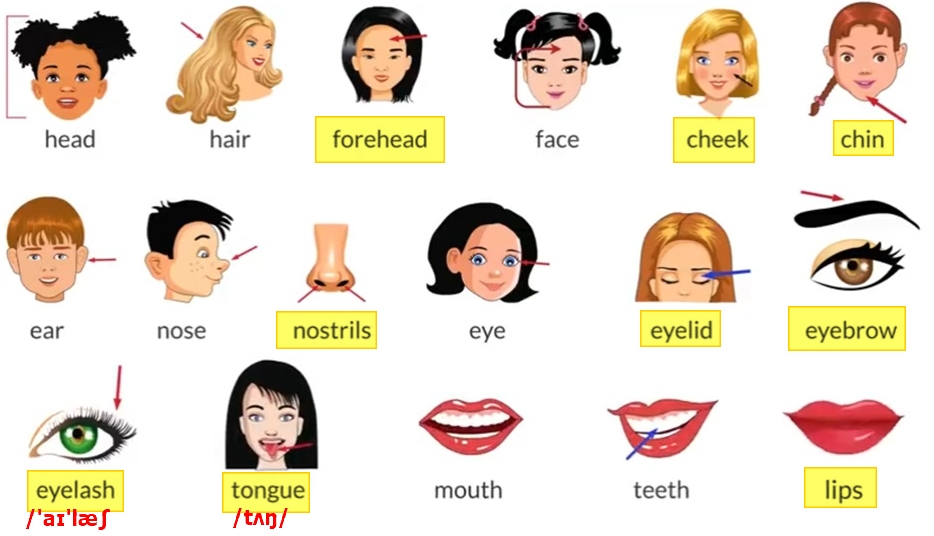 head
hair
forehead
face
cheek
chin
ear
nose
nostrils
eye
eyelid
eyebrow
eyelash
tongue
mouth
teeth
lips
/ˈaɪˈlæʃ
/tʌŋ/